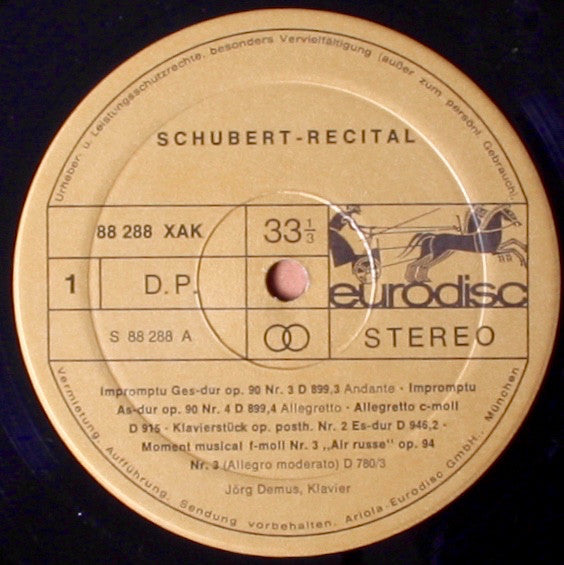 Urheber- u. Leistungsschutzrechte, besonders Vervielfältigung (außer zum persönl. Gebrauch)
SCHUBERT-RECITAL
88 288 XAK
33 1/3
eurodisc
1
D.P.
S 88 288 A
STEREO
Impromptu Ges-dur op. 90 Nr. 3 D 899,3 Andante · Impromptu
As-dur op. 90 Nr. 4 D 899,4 Allegretto · Allegretto c-moll
D 915 · Klavierstück op. posth. Nr. 2 Es-dur D 946,2 ·
Moment musical f-moll Nr. 3 „Air russe" op. 94
Nr. 3 (Allegro moderato) D 780/3
Jörg Demus, Klavier
Vermietung, Aufführung, Sendung vorbehalten. Ariola-Eurodisc GmbH., München